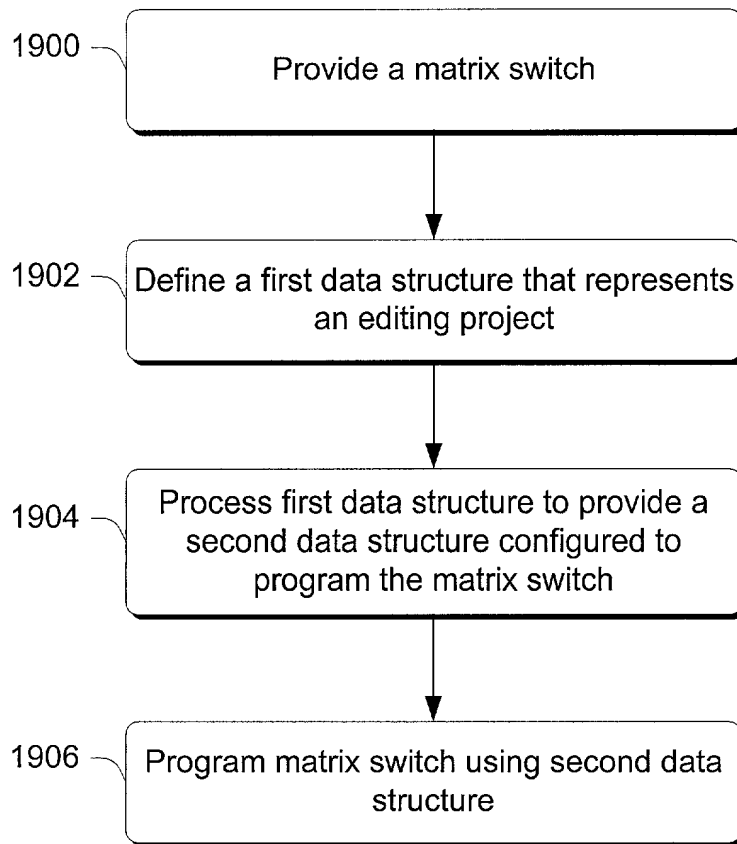 1900
Provide a matrix switch
1902
Define a first data structure that represents
an editing project
1904
Process first data structure to provide a
second data structure configured to
program the matrix switch
1906
Program matrix switch using second data
structure